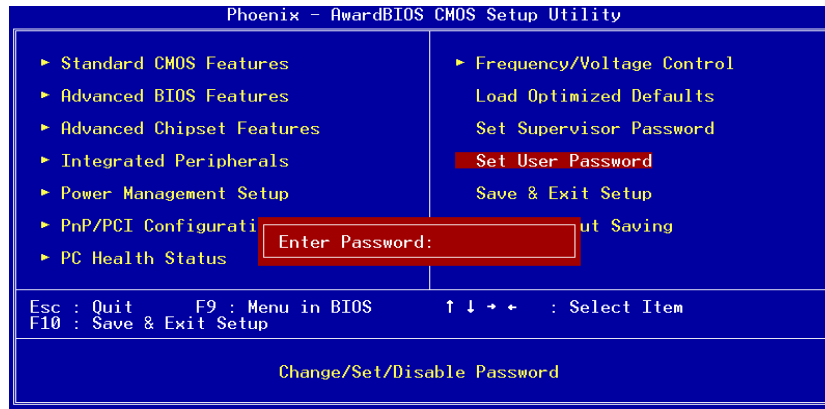 Phoenix - AwardBIOS CMOS Setup Utility
► Standard CMOS Features
► Advanced BIOS Features
► Advanced Chipset Features
► Integrated Peripherals
► Power Management Setup
► PnP/PCI Configurati
► PC Health Status
► Frequency/Voltage Control
Load Optimized Defaults
Set Supervisor Password
Set User Password
Save & Exit Setup
ut Saving
Enter Password:
Esc : Quit F9 : Menu in BIOS ↑ ↓ → ← : Select Item
F10 : Save & Exit Setup
Change/Set/Disable Password